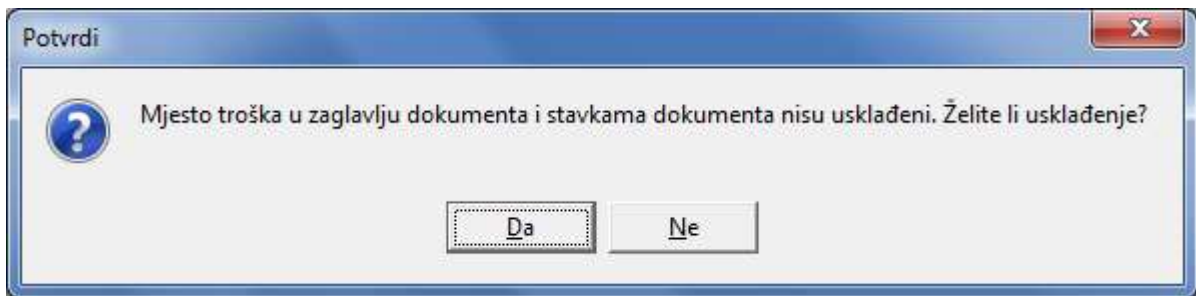 Potvrdi
Mjesto troška u zaglavlju dokumenta i stavkama dokumenta nisu usklađeni. Želite li usklađenje?
Da
Ne